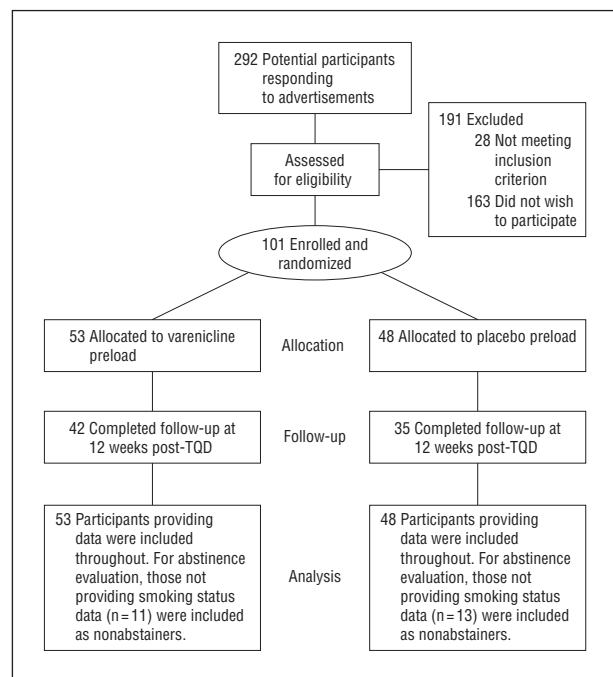 292 Potential participants
responding
to advertisements
191 Excluded
28 Not meeting
inclusion
criterion
163 Did not wish
to participate
Assessed
for eligibility
101 Enrolled and
randomized
53 Allocated to varenicline
preload
Allocation
48 Allocated to placebo preload
42 Completed follow-up at
12 weeks post-TQD
Follow-up
35 Completed follow-up at
12 weeks post-TQD
53 Participants providing
data were included
throughout. For abstinence
evaluation, those not
providing smoking status
data (n=11) were included
as nonabstainers.
Analysis
48 Participants providing
data were included
throughout. For abstinence
evaluation, those not
providing smoking status
data (n=13) were included
as nonabstainers.